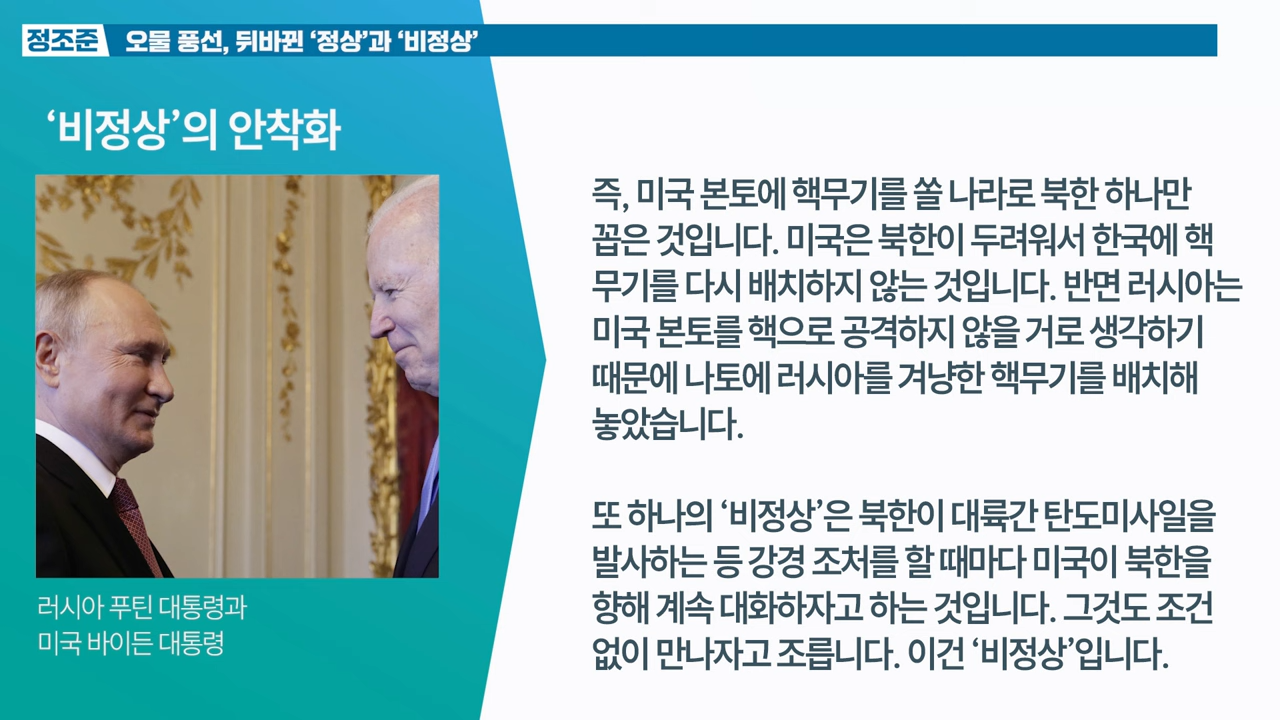 정조준
오물 풍선, 뒤바뀐 ‘정상’과 ‘비정상’
‘비정상’의 안착화
러시아 푸틴 대통령과
미국 바이든 대통령
즉, 미국 본토에 핵무기를 쏠 나라로 북한 하나만
꼽은 것입니다. 미국은 북한이 두려워서 한국에 핵
무기를 다시 배치하지 않는 것입니다. 반면 러시아는
미국 본토를 핵으로 공격하지 않을 거로 생각하기
때문에 나토에 러시아를 겨냥한 핵무기를 배치해
놓았습니다.
또 하나의 ‘비정상’은 북한이 대륙간 탄도미사일을
발사하는 등 강경 조처를 할 때마다 미국이 북한을
향해 계속 대화하자고 하는 것입니다. 그것도 조건
없이 만나자고 조릅니다. 이건 ‘비정상’입니다.